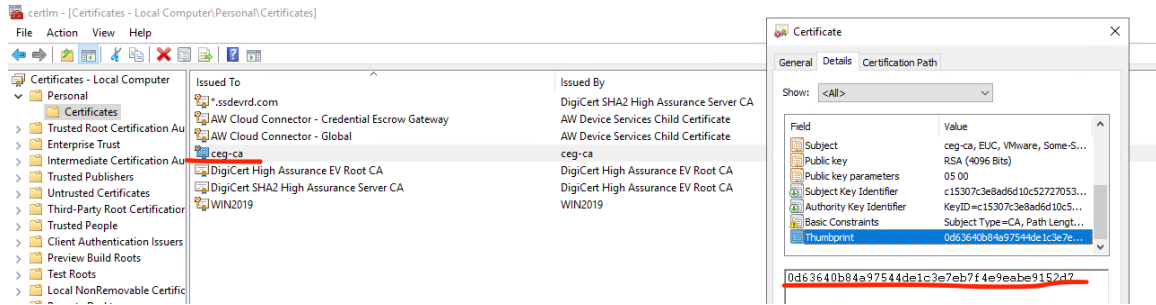 certlm - [Certificates - Local Computer\Personal\Certificates]
File Action View Help
Certificates - Local Computer
Personal
Certificates
Trusted Root Certification Au
Enterprise Trust
Intermediate Certification Au
Trusted Publishers
Untrusted Certificates
Third-Party Root Certification
Trusted People
Client Authentication Issuers
Preview Build Roots
Test Roots
Local NonRemovable Certific
Issued To Issued By
*.ssdevrd.com DigiCert SHA2 High Assurance Server CA
AW Cloud Connector - Credential Escrow Gateway AW Device Services Child Certificate
AW Cloud Connector - Global AW Device Services Child Certificate
ceg-ca ceg-ca
DigiCert High Assurance EV Root CA DigiCert High Assurance EV Root CA
DigiCert SHA2 High Assurance Server CA DigiCert High Assurance EV Root CA
WIN2019 WIN2019
Certificate
General Details Certification Path
Show: <All>
Field Value
Subject ceg-ca, EUC, VMware, Some-S...
Public key RSA (4096 Bits)
Public key parameters 05 00
Subject Key Identifier c15307c3e8ad6d10c52727053...
Authority Key Identifier KeyID=c15307c3e8ad6d10c5...
Basic Constraints Subject Type=CA, Path Lengt...
Thumbprint 0d63640b84a97544de1c3e7e...
0d63640b84a97544de1c3e7eb7f4e9eabe9152d7